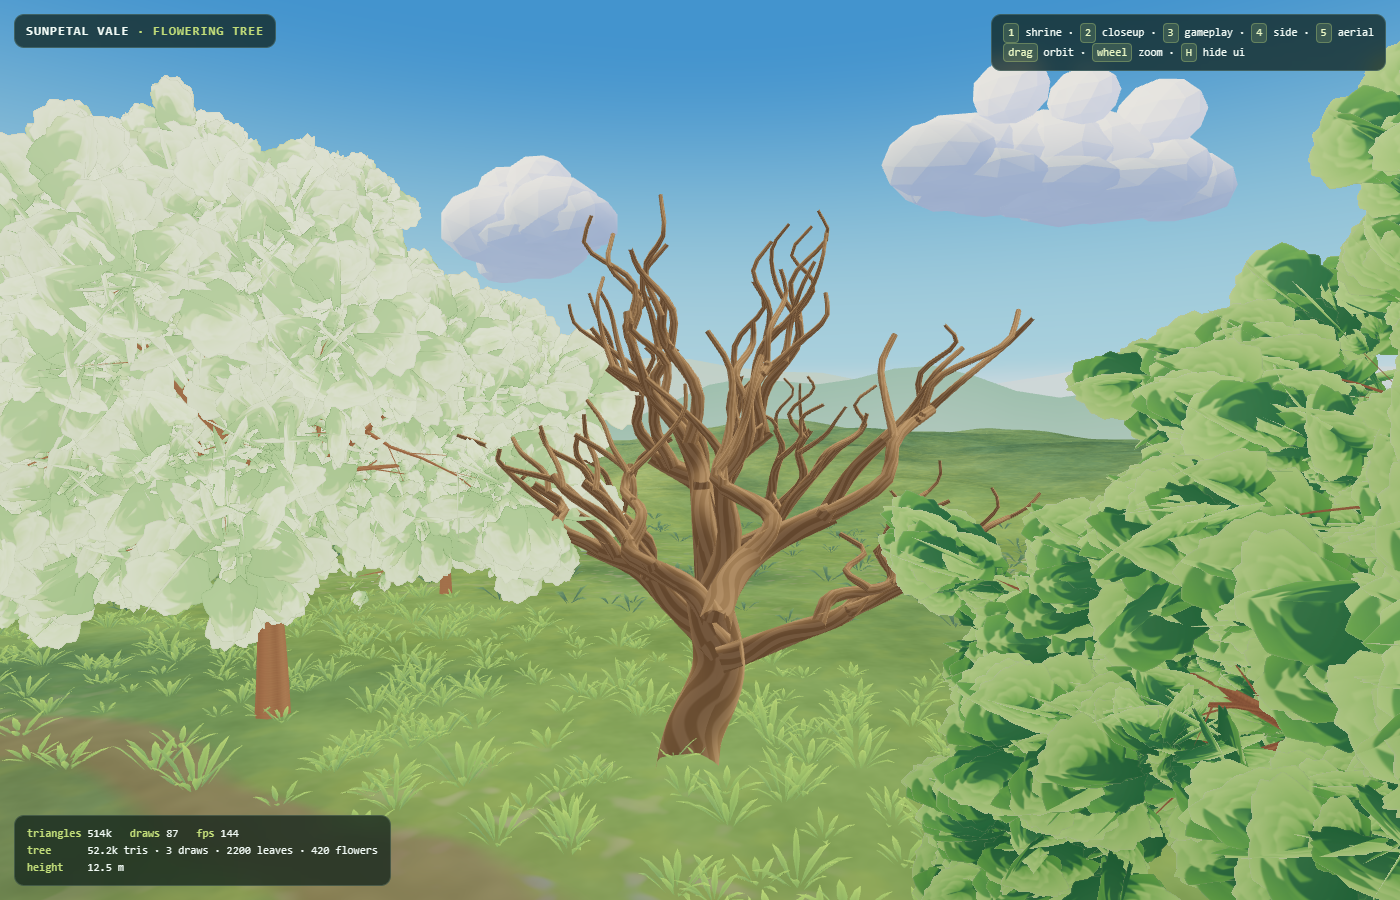 SUNPETAL VALE · FLOWERING TREE
1 shrine · 2 closeup · 3 gameplay · 4 side · 5 aerial
drag orbit · wheel zoom · H hide ui
triangles 514k draws 87 fps 144
tree 52.2k tris · 3 draws · 2200 leaves · 420 flowers
height 12.5 m